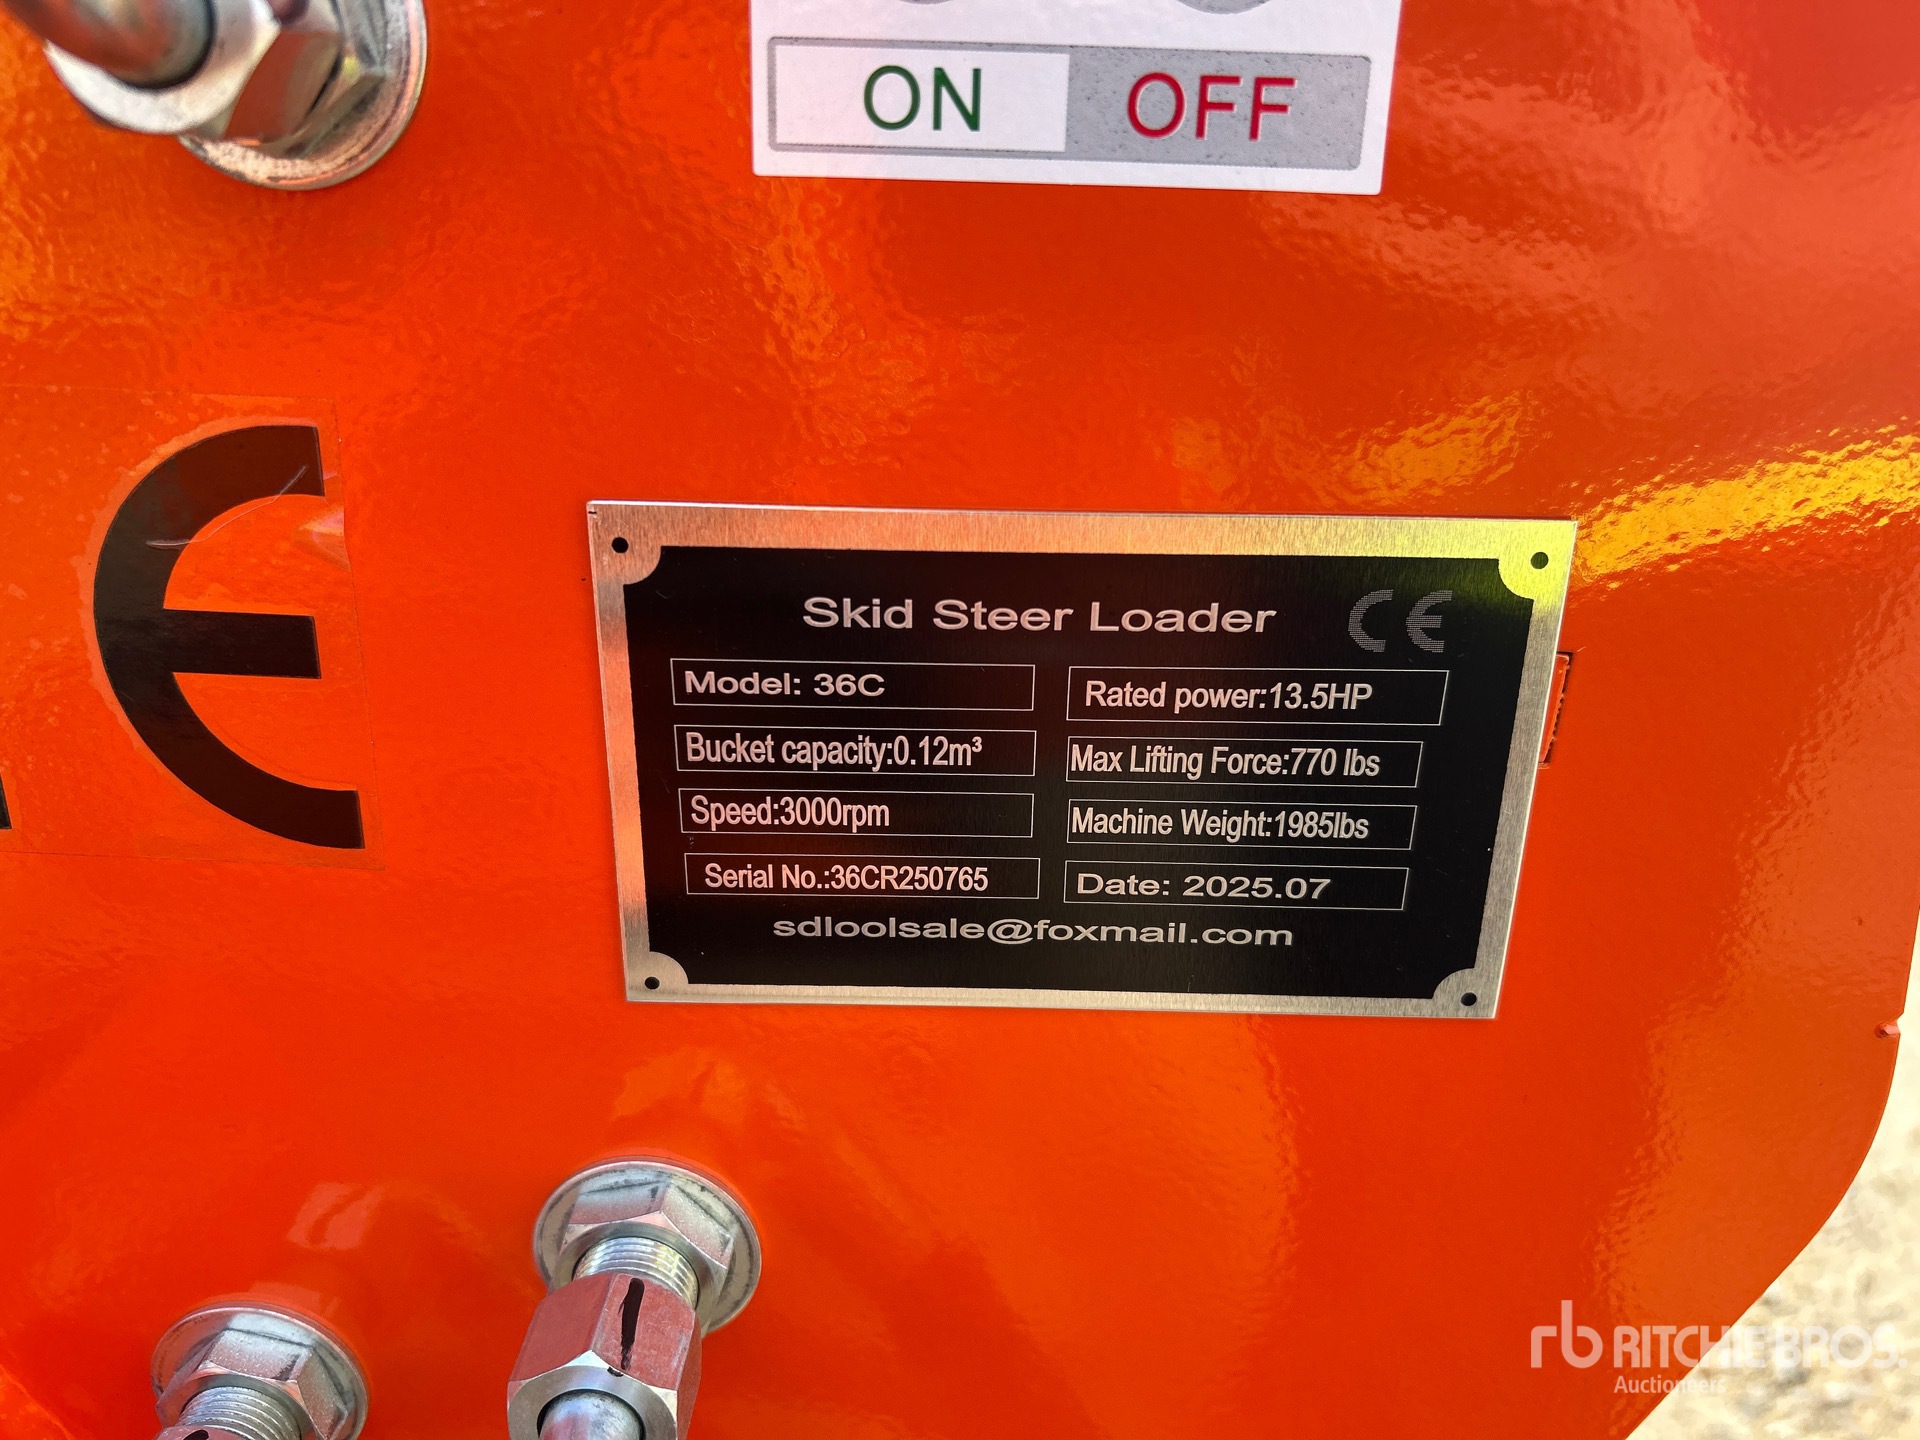 ON OFF
CE
Skid Steer Loader CE
Model: 36C
Rated power:13.5HP
Bucket capacity:0.12m³
Max Lifting Force:770 lbs
Speed:3000rpm
Machine Weight:1985lbs
Serial No.:36CR250765
Date: 2025.07
sdloolsale@foxmail.com
rb RITCHIE BROS.
Auctioneers